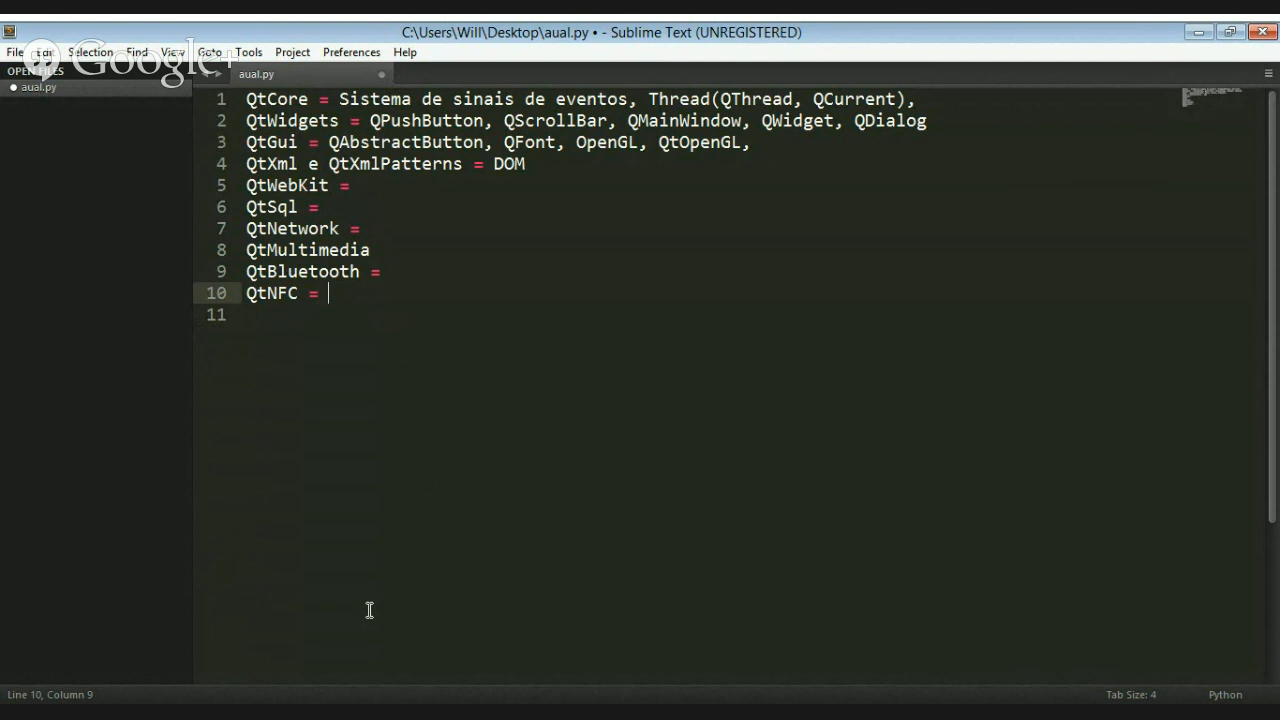 C:\Users\Will\Desktop\aual.py • - Sublime Text (UNREGISTERED)
File Edit Selection Find View Goto Tools Project Preferences Help
Google+
OPEN FILES
aual.py
aual.py
1 QtCore = Sistema de sinais de eventos, Thread(QThread, QCurrent),
2 QtWidgets = QPushButton, QScrollBar, QMainWindow, QWidget, QDialog
3 QtGui = QAbstractButton, QFont, OpenGL, QtOpenGL,
4 QtXml e QtXmlPatterns = DOM
5 QtWebKit =
6 QtSql =
7 QtNetwork =
8 QtMultimedia
9 QtBluetooth =
10 QtNFC =
11
Line 10, Column 9
Tab Size: 4
Python